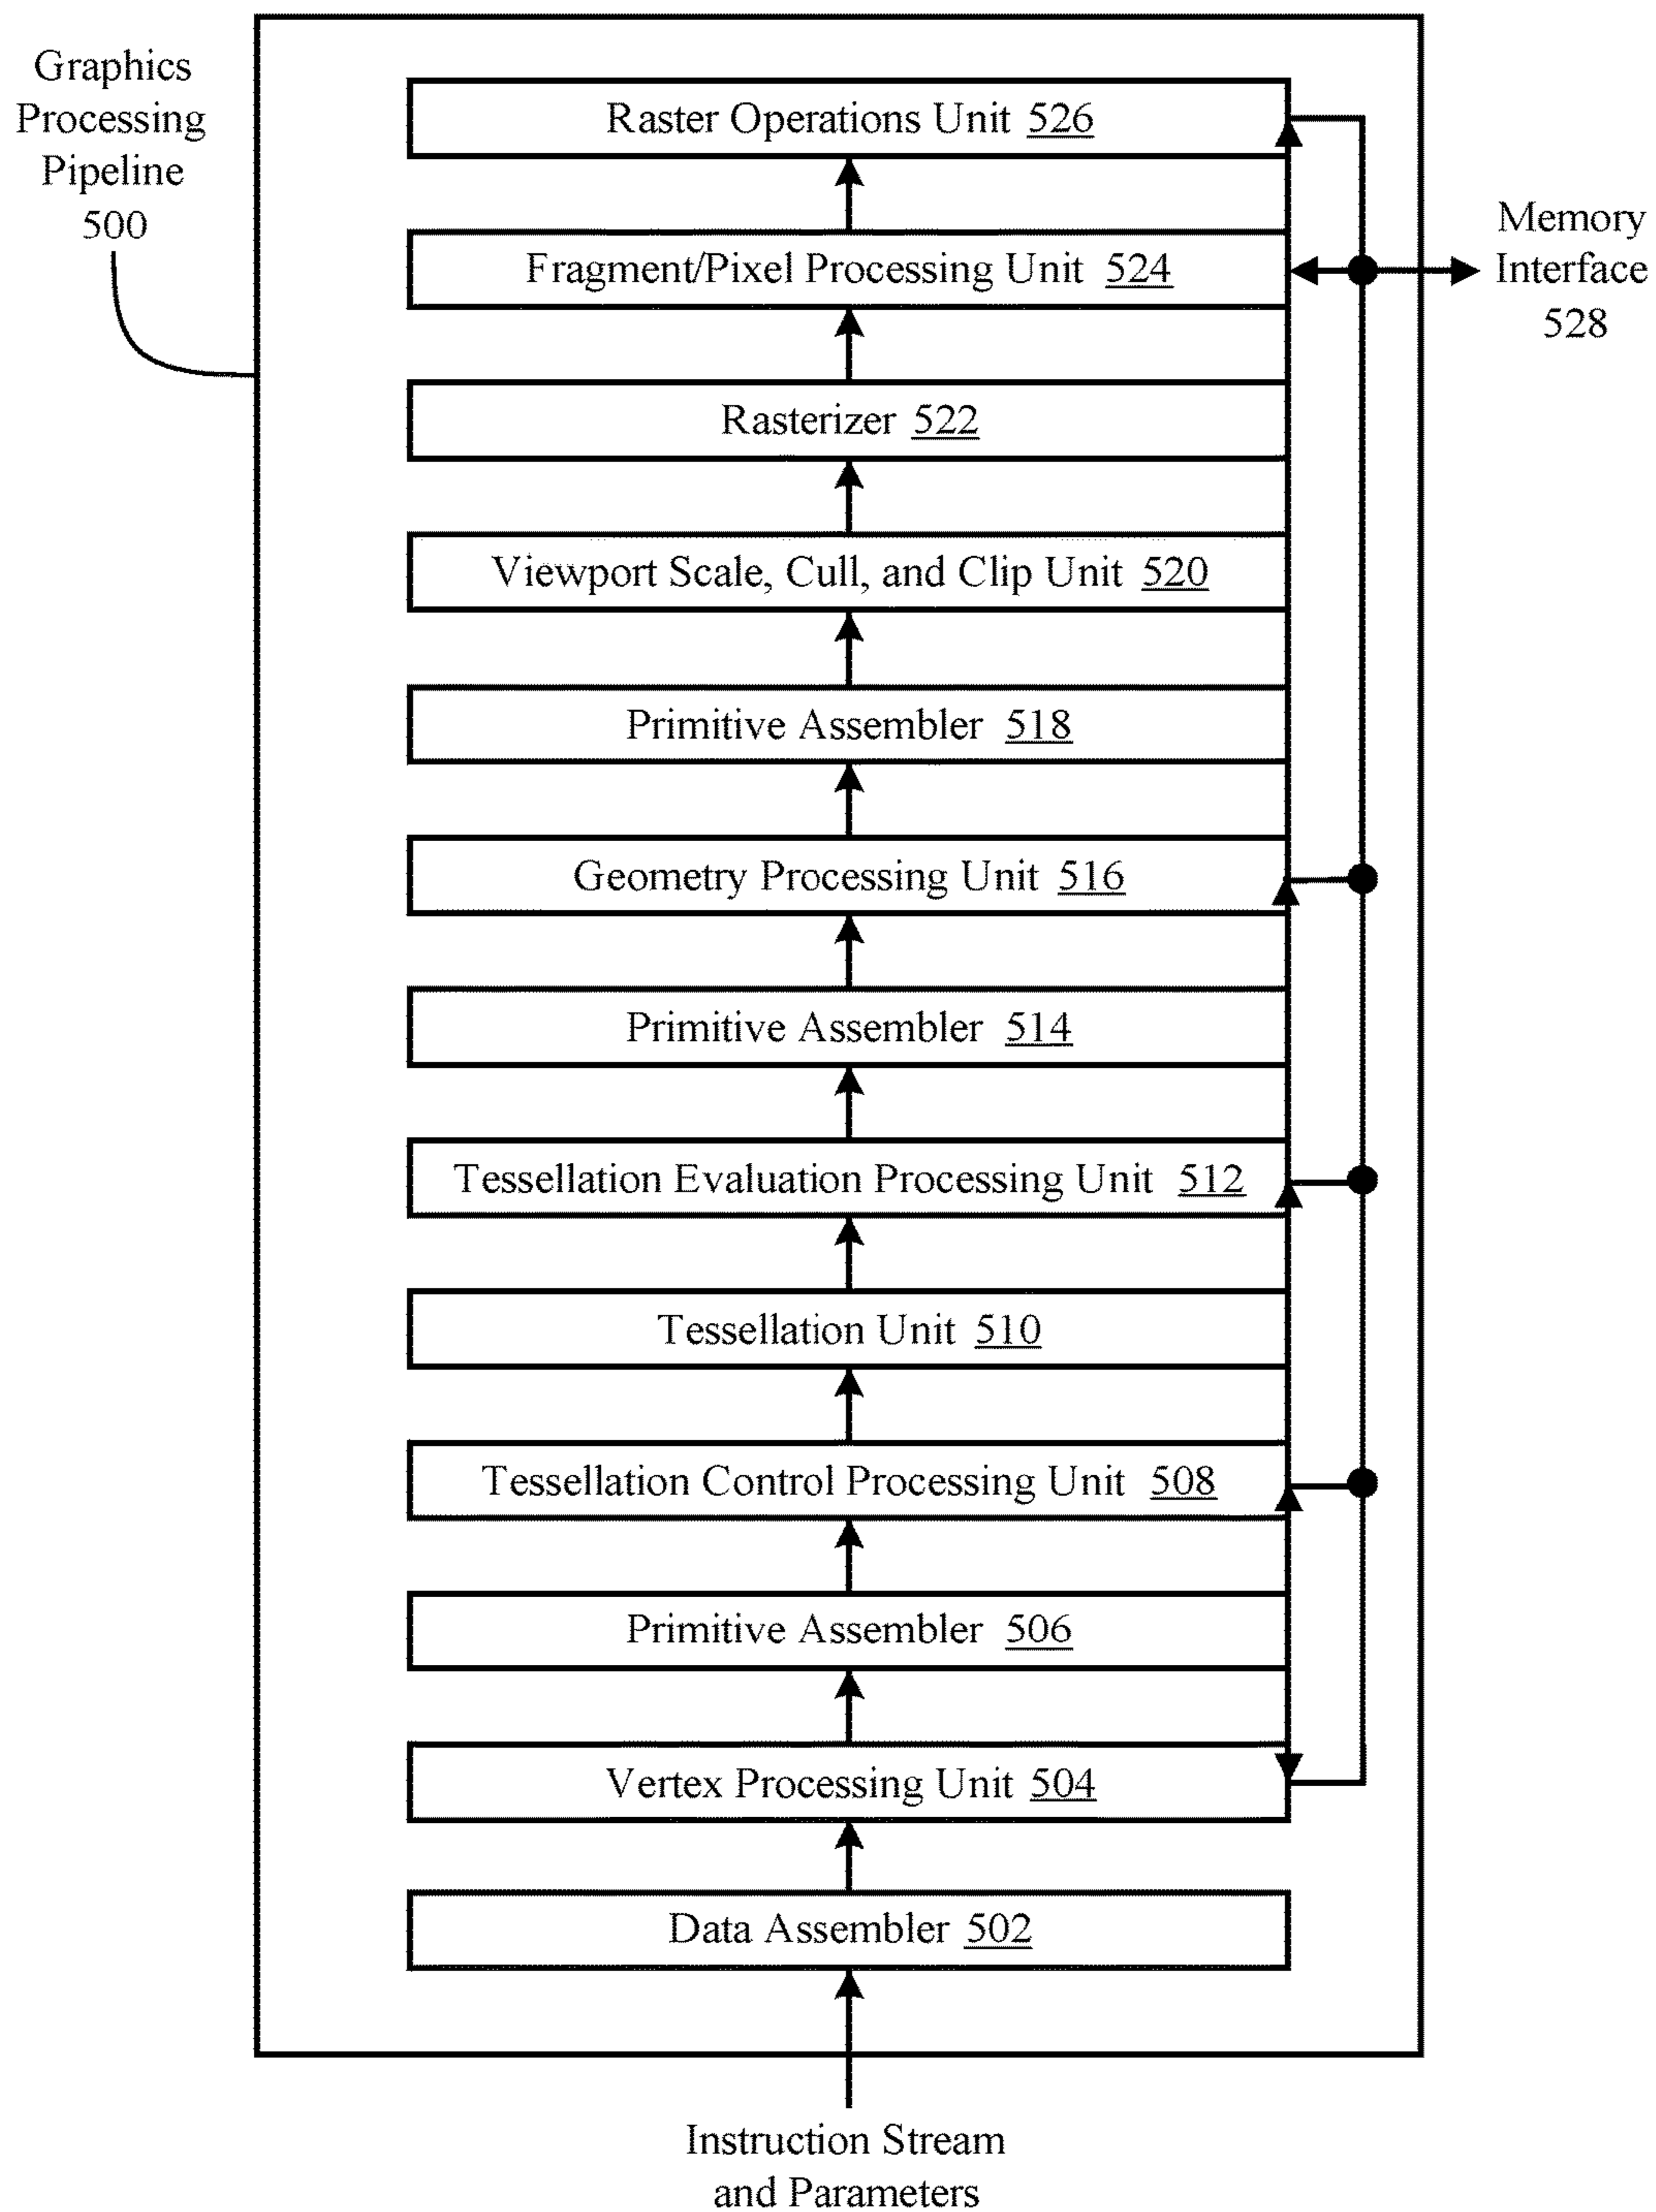 Graphics
Processing
Pipeline
500
Raster Operations Unit 526
Fragment/Pixel Processing Unit 524
Memory
Interface
528
Rasterizer 522
Viewport Scale, Cull, and Clip Unit 520
Primitive Assembler 518
Geometry Processing Unit 516
Primitive Assembler 514
Tessellation Evaluation Processing Unit 512
Tessellation Unit 510
Tessellation Control Processing Unit 508
Primitive Assembler 506
Vertex Processing Unit 504
Data Assembler 502
Instruction Stream
and Parameters